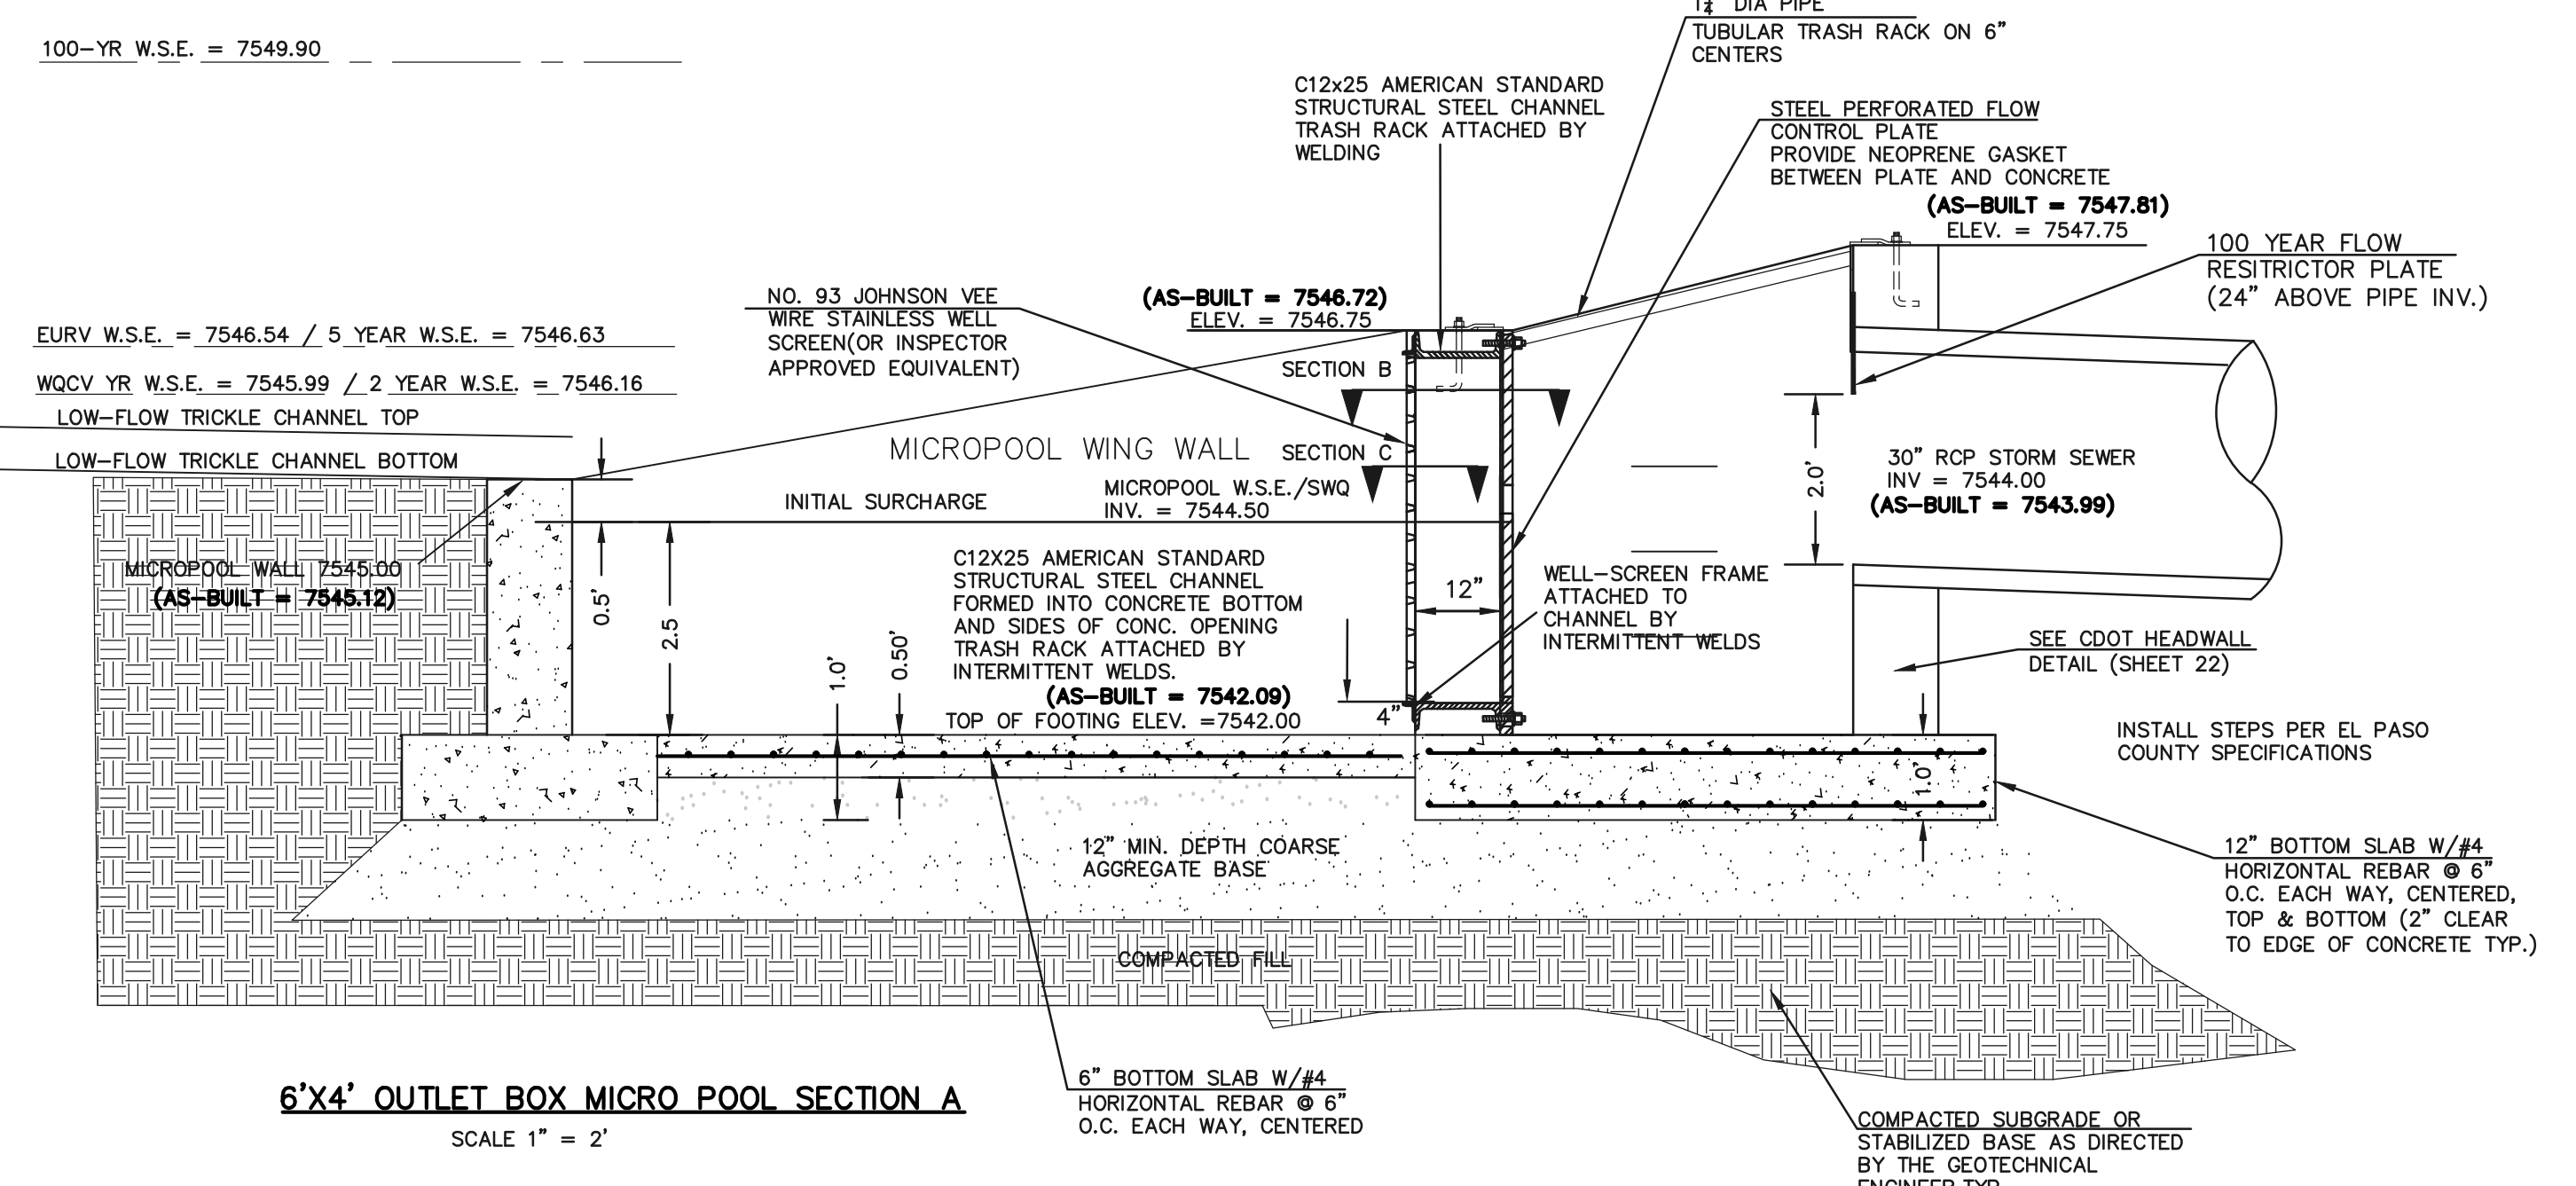 100-YR W.S.E. = 7549.90
1¼" DIA PIPE
TUBULAR TRASH RACK ON 6"
CENTERS
C12x25 AMERICAN STANDARD
STRUCTURAL STEEL CHANNEL
TRASH RACK ATTACHED BY
WELDING
STEEL PERFORATED FLOW
CONTROL PLATE
PROVIDE NEOPRENE GASKET
BETWEEN PLATE AND CONCRETE
(AS-BUILT = 7547.81)
ELEV. = 7547.75
100 YEAR FLOW
RESITRICTOR PLATE
(24" ABOVE PIPE INV.)
NO. 93 JOHNSON VEE
WIRE STAINLESS WELL
SCREEN(OR INSPECTOR
APPROVED EQUIVALENT)
(AS-BUILT = 7546.72)
ELEV. = 7546.75
EURV W.S.E. = 7546.54 / 5 YEAR W.S.E. = 7546.63
WQCV YR W.S.E. = 7545.99 / 2 YEAR W.S.E. = 7546.16
LOW-FLOW TRICKLE CHANNEL TOP
LOW-FLOW TRICKLE CHANNEL BOTTOM
SECTION B
MICROPOOL WING WALL
SECTION C
INITIAL SURCHARGE
MICROPOOL W.S.E./SWQ
INV. = 7544.50
2.0'
30" RCP STORM SEWER
INV = 7544.00
(AS-BUILT = 7543.99)
MICROPOOL WALL 7545.00
(AS-BUILT = 7545.12)
0.5'
2.5
1.0'
0.50'
C12X25 AMERICAN STANDARD
STRUCTURAL STEEL CHANNEL
FORMED INTO CONCRETE BOTTOM
AND SIDES OF CONC. OPENING
TRASH RACK ATTACHED BY
INTERMITTENT WELDS.
(AS-BUILT = 7542.09)
TOP OF FOOTING ELEV. =7542.00
12"
4"
WELL-SCREEN FRAME
ATTACHED TO
CHANNEL BY
INTERMITTENT WELDS
SEE CDOT HEADWALL
DETAIL (SHEET 22)
INSTALL STEPS PER EL PASO
COUNTY SPECIFICATIONS
1.0'
12" MIN. DEPTH COARSE
AGGREGATE BASE
12" BOTTOM SLAB W/#4
HORIZONTAL REBAR @ 6"
O.C. EACH WAY, CENTERED,
TOP & BOTTOM (2" CLEAR
TO EDGE OF CONCRETE TYP.)
COMPACTED FILL
6'X4' OUTLET BOX MICRO POOL SECTION A
SCALE 1" = 2'
6" BOTTOM SLAB W/#4
HORIZONTAL REBAR @ 6"
O.C. EACH WAY, CENTERED
COMPACTED SUBGRADE OR
STABILIZED BASE AS DIRECTED
BY THE GEOTECHNICAL
ENGINEER TYP